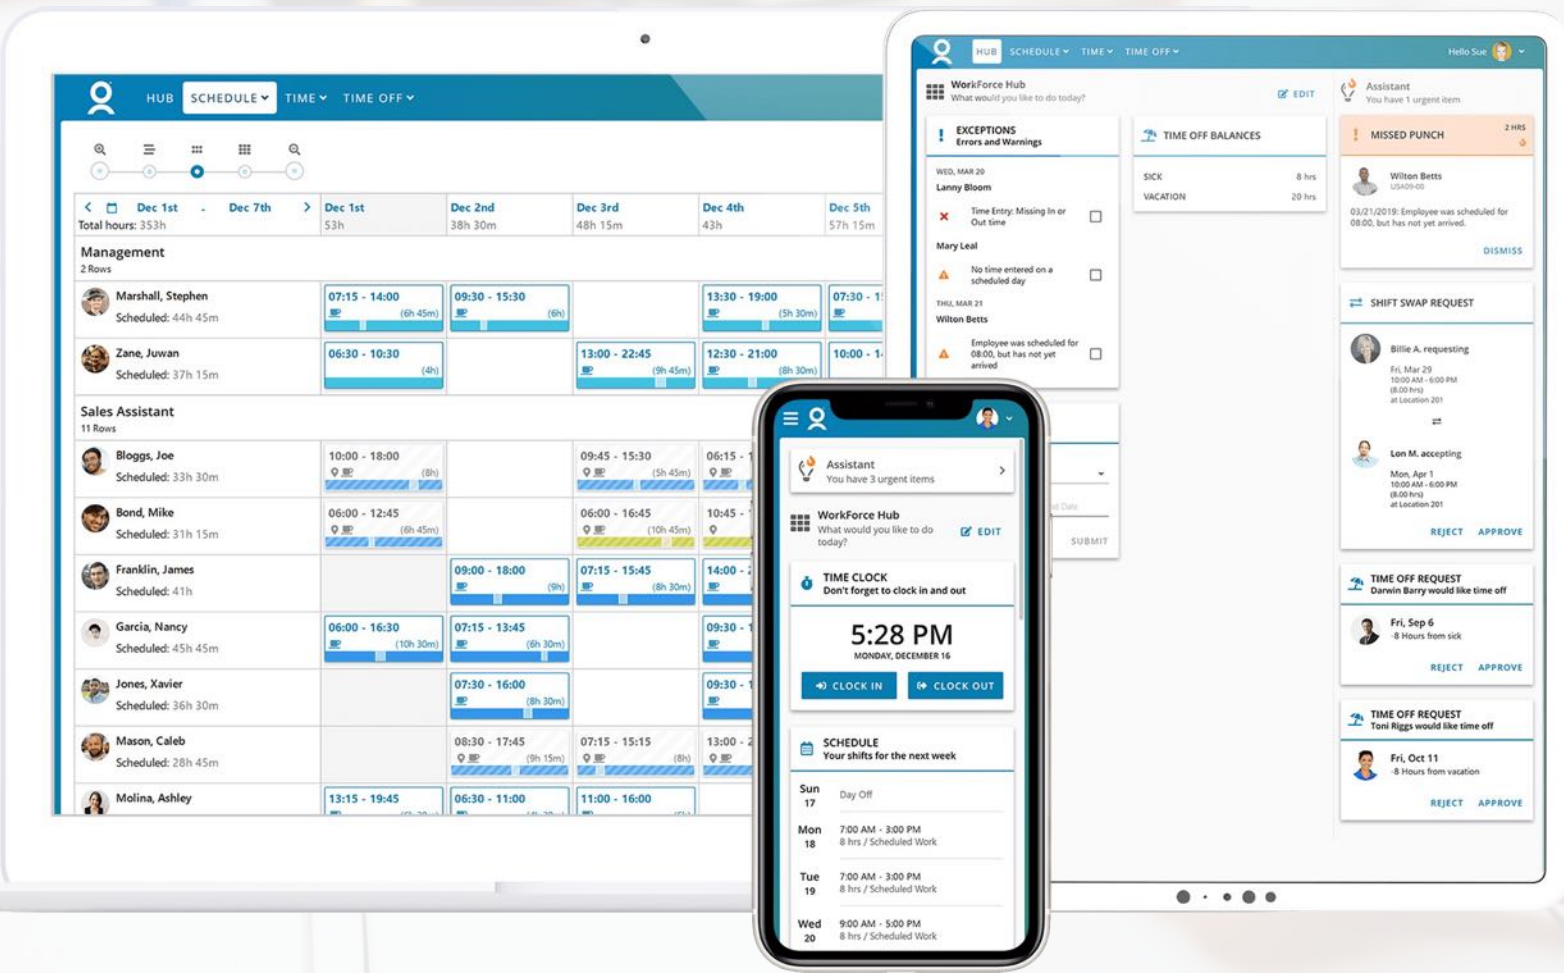 HUB SCHEDULE TIME TIME OFF
Dec 1st - Dec 7th Dec 1st Dec 2nd Dec 3rd Dec 4th Dec 5th
Total hours: 353h 53h 38h 30m 48h 15m 43h 57h 15m
Management
2 Rows
Marshall, Stephen 07:15 - 14:00 09:30 - 15:30 13:30 - 19:00 07:30 - 1
Scheduled: 44h 45m (6h 45m) (6h) (5h 30m)
Zane, Juwan 06:30 - 10:30 13:00 - 22:45 12:30 - 21:00 10:00 - 1
Scheduled: 37h 15m (4h) (9h 45m) (8h 30m)
Sales Assistant
11 Rows
Bloggs, Joe 10:00 - 18:00 09:45 - 15:30 06:15 - 1
Scheduled: 33h 30m (8h) (5h 45m)
Bond, Mike 06:00 - 12:45 06:00 - 16:45 10:45 -
Scheduled: 31h 15m (6h 45m) (10h 45m)
Franklin, James 09:00 - 18:00 07:15 - 15:45 14:00 - 2
Scheduled: 41h (9h) (8h 30m)
Garcia, Nancy 06:00 - 16:30 07:15 - 13:45 09:30 - 1
Scheduled: 45h 45m (10h 30m) (6h 30m)
Jones, Xavier 07:30 - 16:00 09:30 - 1
Scheduled: 36h 30m (8h 30m)
Mason, Caleb 08:30 - 17:45 07:15 - 15:15 13:00 - 2
Scheduled: 28h 45m (9h 15m) (8h)
Molina, Ashley 13:15 - 19:45 06:30 - 11:00 11:00 - 16:00
HUB SCHEDULE TIME TIME OFF Hello Sue
WorkForce Hub
What would you like to do today?
EDIT
EXCEPTIONS
Errors and Warnings
WED, MAR 20
Lanny Bloom
Time Entry: Missing In or
Out time
Mary Leal
No time entered on a
scheduled day
THU, MAR 21
Wilton Betts
Employee was scheduled for
08:00, but has not yet
arrived
Date
SUBMIT
TIME OFF BALANCES
SICK 8 hrs
VACATION 20 hrs
Assistant
You have 1 urgent item
MISSED PUNCH 2 HRS
Wilton Betts
USA09-00
03/21/2019: Employee was scheduled for
08:00, but has not yet arrived.
DISMISS
SHIFT SWAP REQUEST
Billie A. requesting
Fri, Mar 29
10:00 AM - 6:00 PM
(8.00 hrs)
at Location 201
Lon M. accepting
Mon, Apr 1
10:00 AM - 6:00 PM
(8.00 hrs)
at Location 201
REJECT APPROVE
TIME OFF REQUEST
Darwin Barry would like time off
Fri, Sep 6
-8 Hours from sick
REJECT APPROVE
TIME OFF REQUEST
Toni Riggs would like time off
Fri, Oct 11
-8 Hours from vacation
REJECT APPROVE
Assistant
You have 3 urgent items
WorkForce Hub
What would you like to do
today?
EDIT
TIME CLOCK
Don't forget to clock in and out
5:28 PM
MONDAY, DECEMBER 16
CLOCK IN CLOCK OUT
SCHEDULE
Your shifts for the next week
Sun
17
Day Off
Mon 7:00 AM - 3:00 PM
18 8 hrs / Scheduled Work
Tue 7:00 AM - 3:00 PM
19 8 hrs / Scheduled Work
Wed 9:00 AM - 5:00 PM
20 8 hrs / Scheduled Work